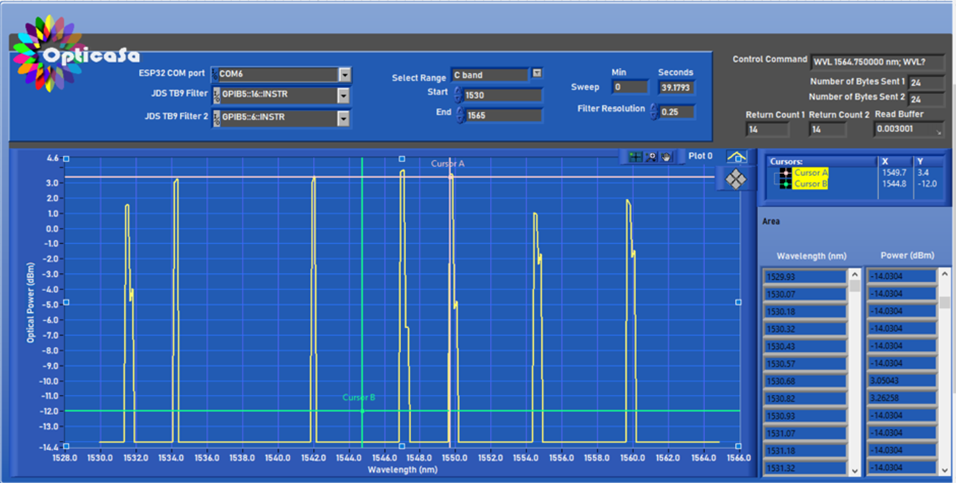 Opticasa
ESP32 COM port COM6
JDS TB9 Filter GPIB5::16::INSTR
JDS TB9 Filter 2 GPIB5::6::INSTR
Select Range C band
Start 1530
End 1565
Min Seconds
Sweep 0 39.1793
Filter Resolution 0.25
Control Command WVL 1564.750000 nm; WVL?
Number of Bytes Sent 1 24
Number of Bytes Sent 2 24
Return Count 1 Return Count 2 Read Buffer
14 14 0.003001
Plot 0
Cursor A
Cursor B
Optical Power (dBm)
4.6
3.0
2.0
1.0
0.0
-1.0
-2.0
-3.0
-4.0
-5.0
-6.0
-7.0
-8.0
-9.0
-10.0
-11.0
-12.0
-13.0
-14.4
1528.0 1530.0 1532.0 1534.0 1536.0 1538.0 1540.0 1542.0 1544.0 1546.0 1548.0 1550.0 1552.0 1554.0 1556.0 1558.0 1560.0 1562.0 1564.0 1566.0
Wavelength (nm)
Cursors: X Y
Cursor A 1549.7 3.4
Cursor B 1544.8 -12.0
Area
Wavelength (nm) Power (dBm)
1529.93 -14.0304
1530.07 -14.0304
1530.18 -14.0304
1530.32 -14.0304
1530.43 -14.0304
1530.57 -14.0304
1530.68 3.05043
1530.82 3.26258
1530.93 -14.0304
1531.07 -14.0304
1531.18 -14.0304
1531.32 -14.0304